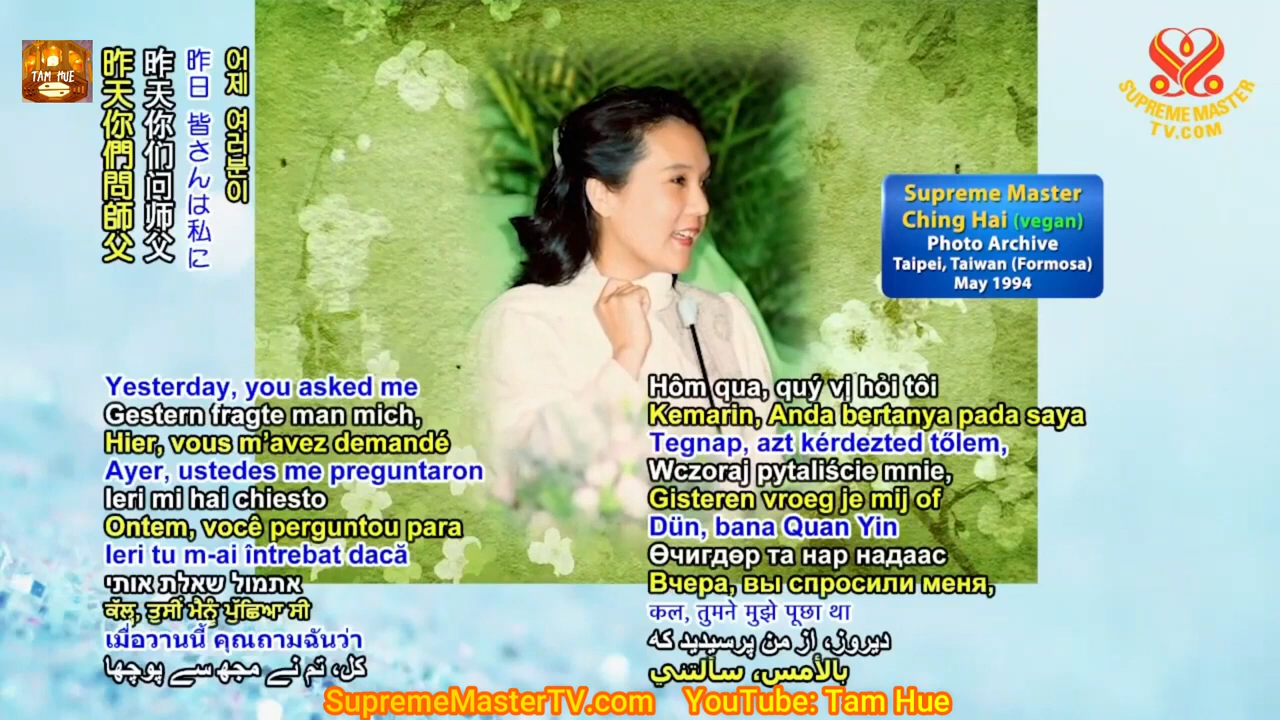 TAM HUE
昨天你們問師父
昨天你们问师父
昨日 皆さんは私に
어제 여러분이
SUPREME MASTER
TV.COM
Supreme Master
Ching Hai (vegan)
Photo Archive
Taipei, Taiwan (Formosa)
May 1994
Yesterday, you asked me
Gestern fragte man mich,
Hier, vous m’avez demandé
Ayer, ustedes me preguntaron
Ieri mi hai chiesto
Ontem, você perguntou para
Ieri tu m-ai întrebat dacă
אתמול שאלת אותי
ਕੱਲ੍ਹ, ਤੁਸੀਂ ਮੈਨੂੰ ਪੁੱਛਿਆ ਸੀ
เมื่อวานนี้ คุณถามฉันว่า
کل، تم نے مجھ سے پوچھا
Hôm qua, quý vị hỏi tôi
Kemarin, Anda bertanya pada saya
Tegnap, azt kérdezted tőlem,
Wczoraj pytaliście mnie,
Gisteren vroeg je mij of
Dün, bana Quan Yin
Өчигдөр та нар надаас
Вчера, вы спросили меня,
कल, तुमने मुझे पूछा था
دیروز، از من پرسیدید که
بالأمس، سألتني
SupremeMasterTV.com YouTube: Tam Hue